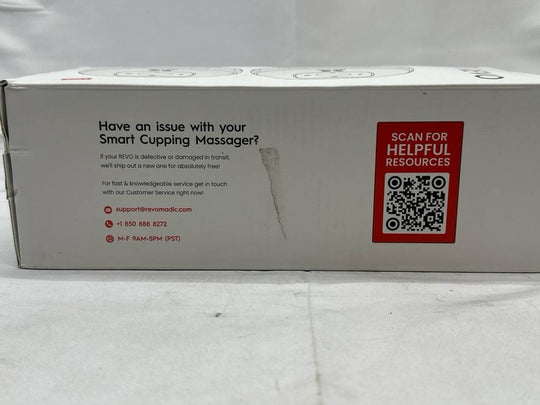 Have an issue with your
Smart Cupping Massager?
If your REVO is defective or damaged in transit,
we'll ship out a new one for absolutely free!
For fast & knowledgeable service get in touch
with our Customer Service right now!
support@revomadic.com
+1 850 888 8272
M-F 9AM-5PM (PST)
SCAN FOR
HELPFUL
RESOURCES